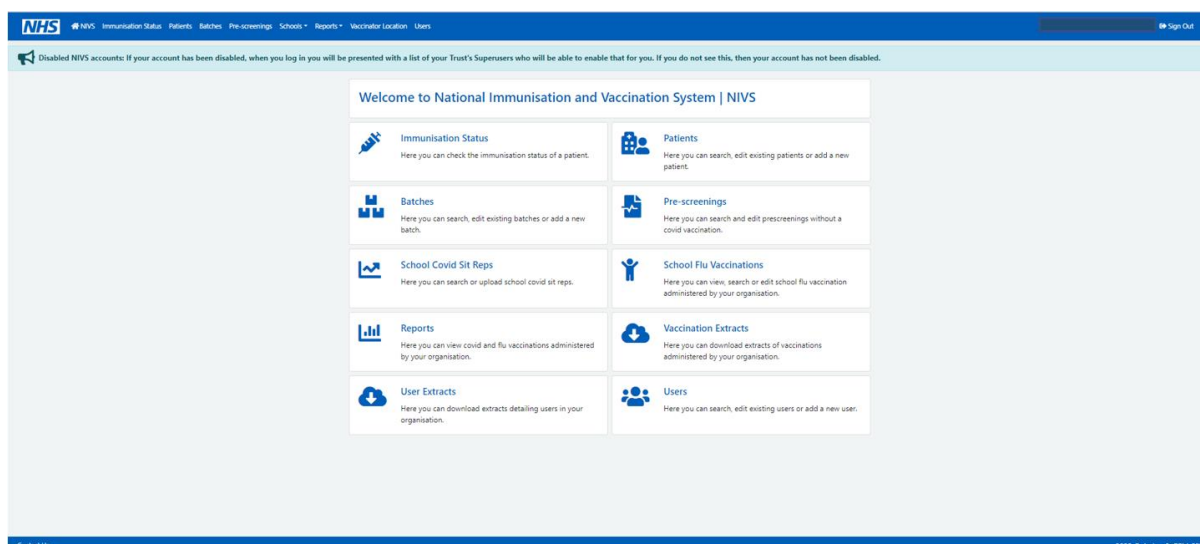 NHS NIVS Immunisation Status Patients Batches Pre-screenings Schools Reports Vaccinator Location Users Sign Out
Disabled NIVS accounts: If your account has been disabled, when you log in you will be presented with a list of your Trust's Superusers who will be able to enable that for you. If you do not see this, then your account has not been disabled.
Welcome to National Immunisation and Vaccination System | NIVS
Immunisation Status
Here you can check the immunisation status of a patient.
Patients
Here you can search, edit existing patients or add a new
patient.
Batches
Here you can search, edit existing batches or add a new
batch.
Pre-screenings
Here you can search and edit prescreenings without a
covid vaccination.
School Covid Sit Reps
Here you can search or upload school covid sit reps.
School Flu Vaccinations
Here you can view, search or edit school flu vaccination
administered by your organisation.
Reports
Here you can view covid and flu vaccinations administered
by your organisation.
Vaccination Extracts
Here you can download extracts of vaccinations
administered by your organisation.
User Extracts
Here you can download extracts detailing users in your
organisation.
Users
Here you can search, edit existing users or add a new user.